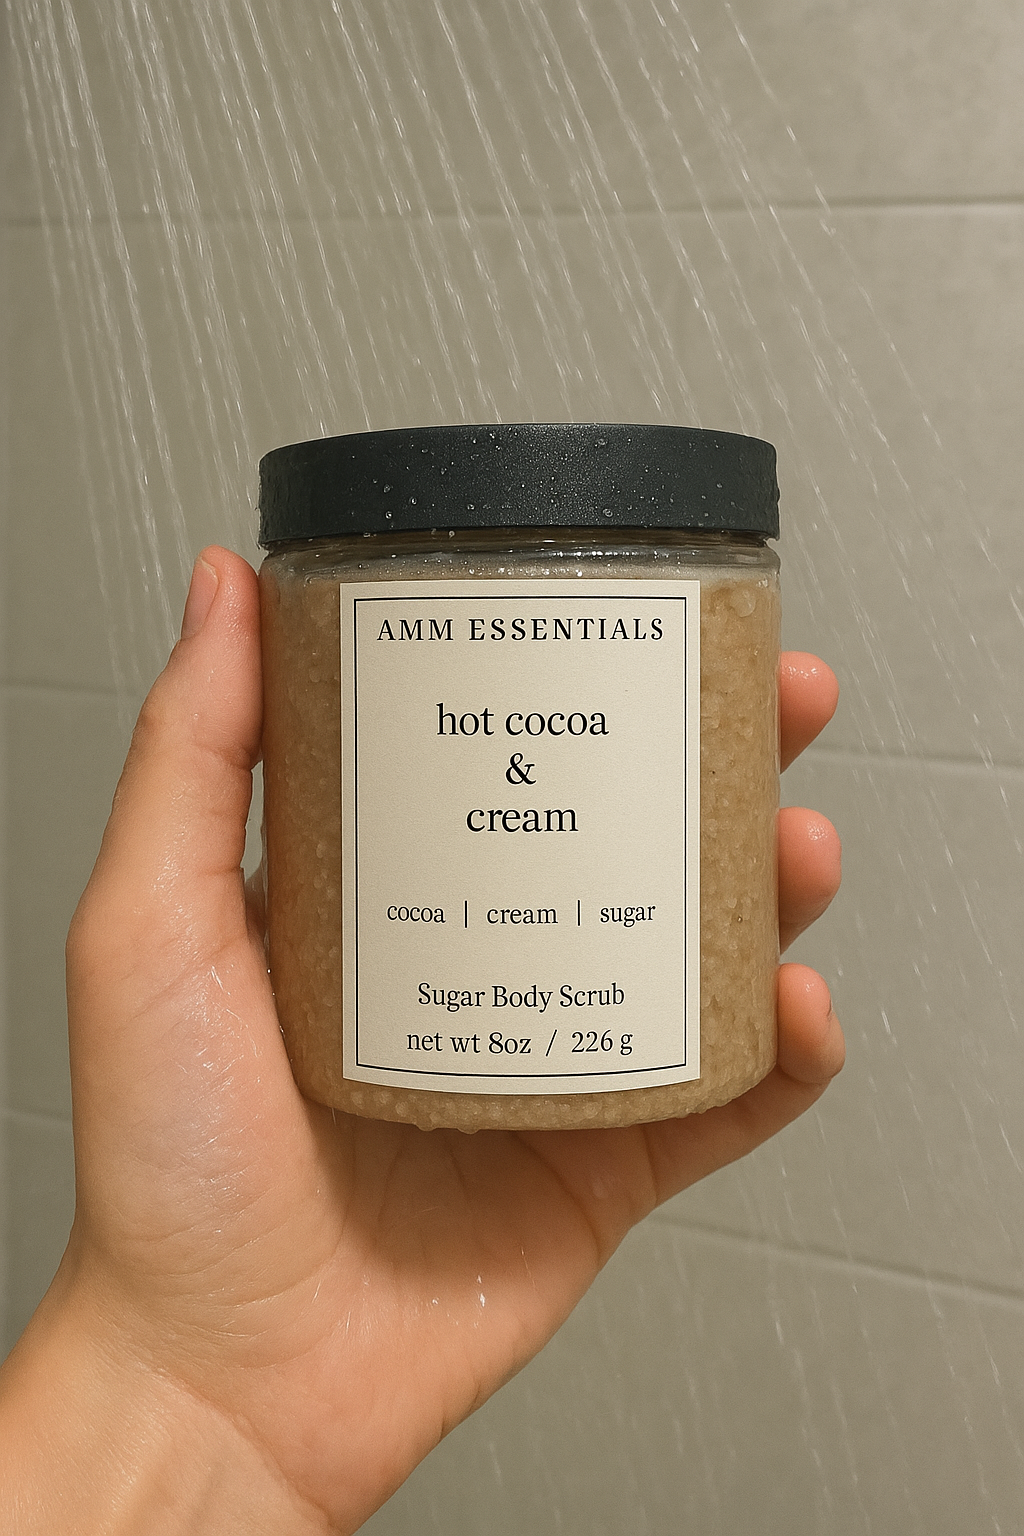 AMM ESSENTIALS
hot cocoa
&
cream
cocoa | cream | sugar
Sugar Body Scrub
net wt 8oz / 226 g